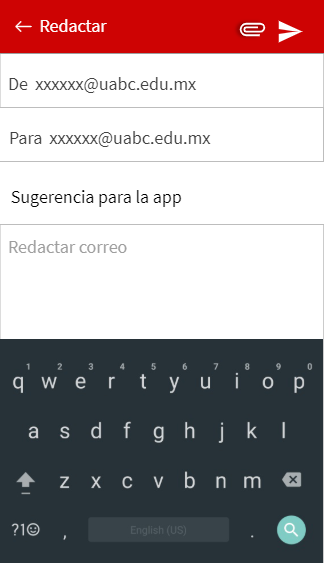 ← Redactar
De xxxxxx@uabc.edu.mx
Para xxxxxx@uabc.edu.mx
Sugerencia para la app
Redactar correo
1 2 3 4 5 6 7 8 9 0
q w e r t y u i o p
a s d f g h j k l
z x c v b n m
?1☺ , English (US) .